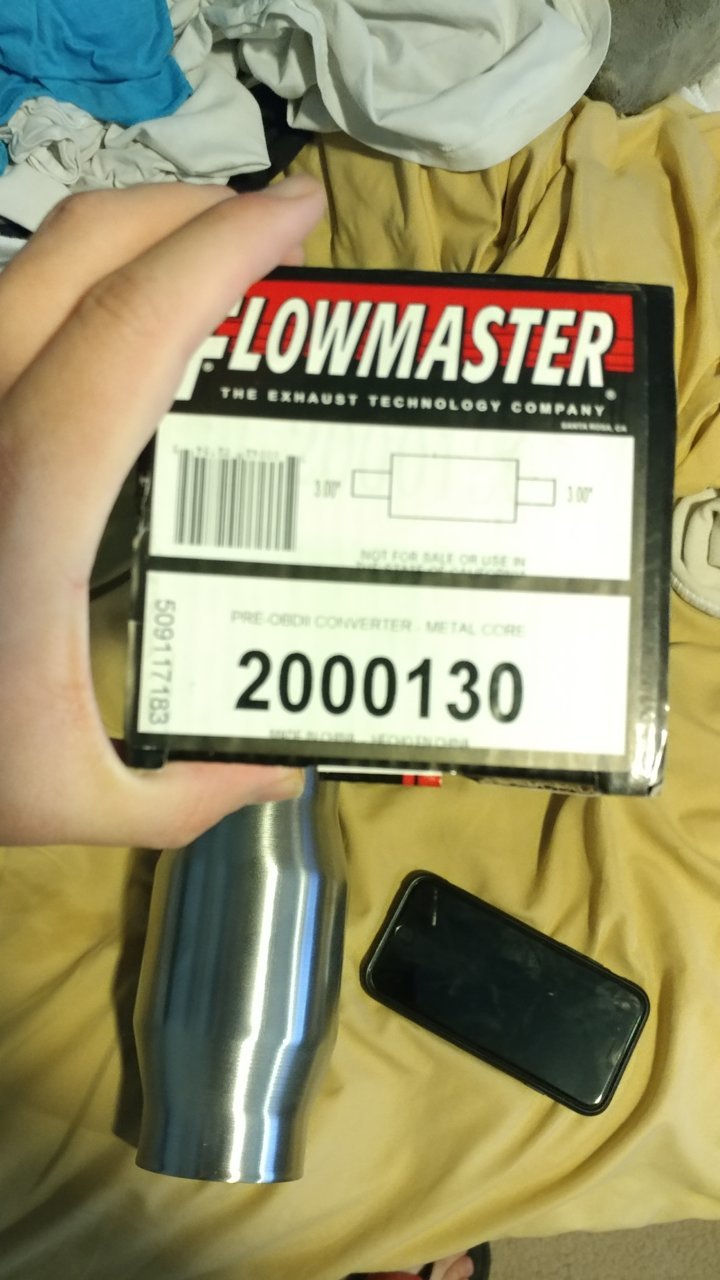 FLOWMASTER®
THE EXHAUST TECHNOLOGY COMPANY
SANTA ROSA, CA
3.00" 3.00"
NOT FOR SALE OR USE IN
PRE-OBDII CONVERTER - METAL CORE
2000130
509117183
MADE IN CHINA HECHO EN CHINA